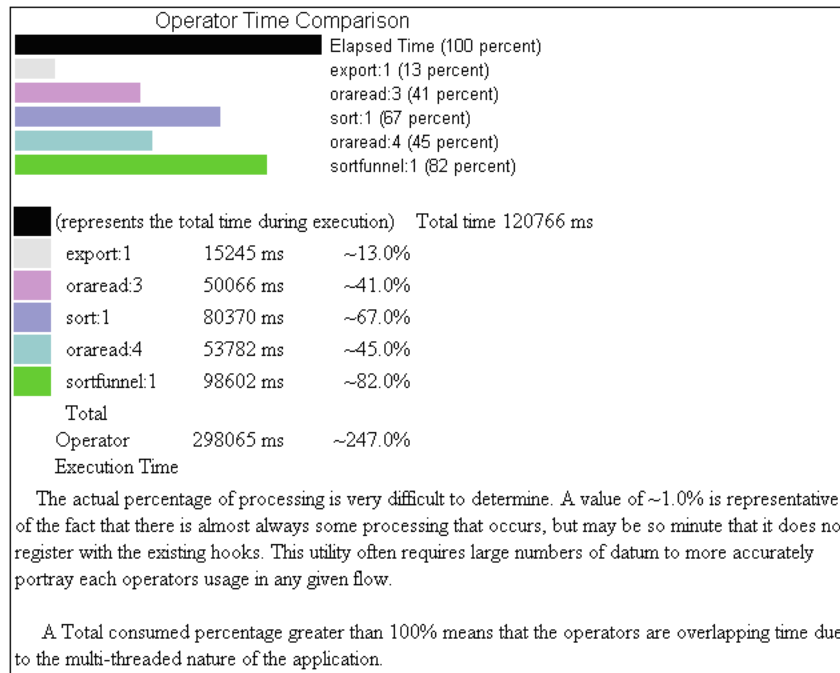 Operator Time Comparison
Elapsed Time (100 percent)
export:1 (13 percent)
oraread:3 (41 percent)
sort:1 (67 percent)
oraread:4 (45 percent)
sortfunnel:1 (82 percent)
(represents the total time during execution) Total time 120766 ms
export:1 15245 ms ~13.0%
oraread:3 50066 ms ~41.0%
sort:1 80370 ms ~67.0%
oraread:4 53782 ms ~45.0%
sortfunnel:1 98602 ms ~82.0%
Total
Operator 298065 ms ~247.0%
Execution Time
The actual percentage of processing is very difficult to determine. A value of ~1.0% is representative
of the fact that there is almost always some processing that occurs, but may be so minute that it does no
register with the existing hooks. This utility often requires large numbers of datum to more accurately
portray each operators usage in any given flow.
A Total consumed percentage greater than 100% means that the operators are overlapping time due
to the multi-threaded nature of the application.